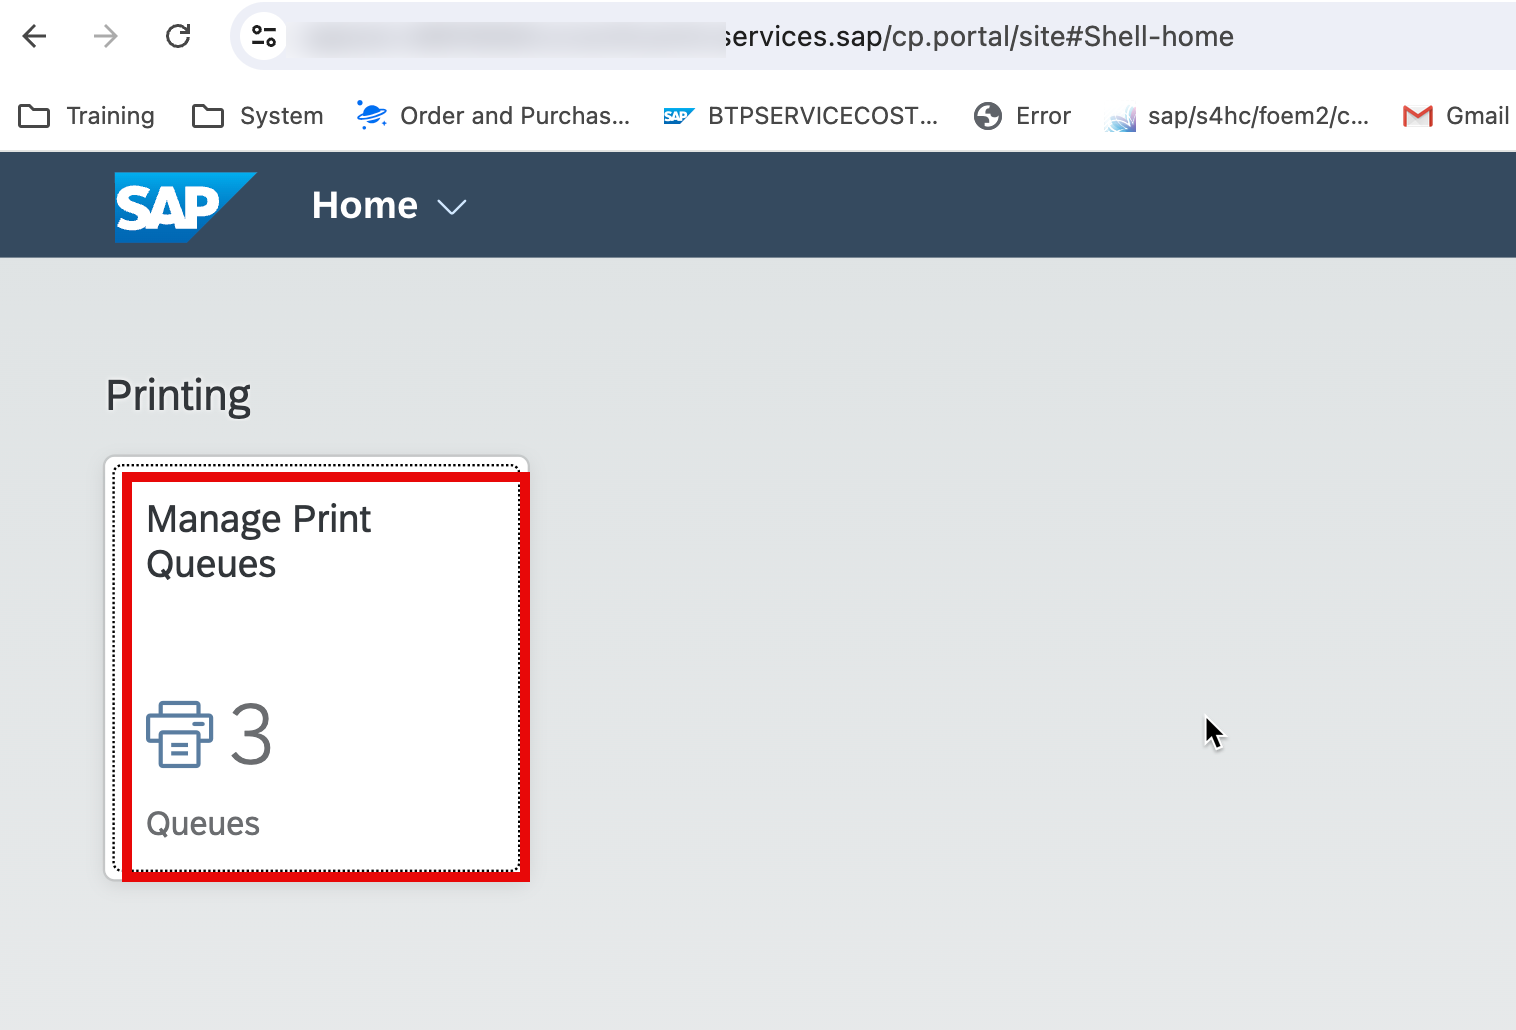 services.sap/cp.portal/site#Shell-home
Training System Order and Purchas... SAP BTPSERVICECOST... Error sap/s4hc/foem2/c... Gmail
SAP Home
Printing
Manage Print
Queues
3
Queues